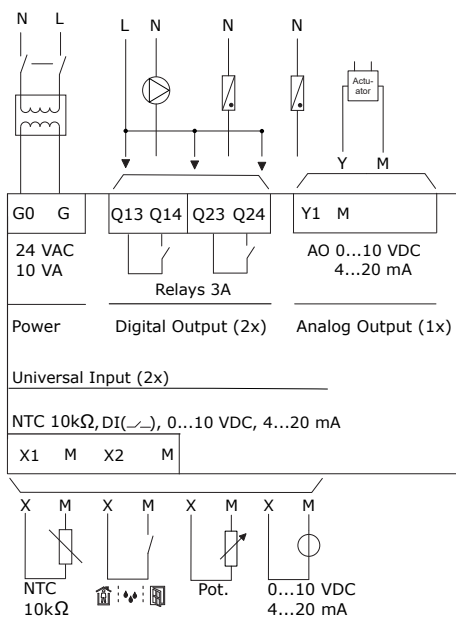 N L L N N N
Actu-
ator
Y M
G0 G Q13 Q14 Q23 Q24 Y1 M
24 VAC
10 VA
AO 0...10 VDC
4...20 mA
Relays 3A
Power Digital Output (2x) Analog Output (1x)
Universal Input (2x)
NTC 10kΩ, DI( ), 0...10 VDC, 4...20 mA
X1 M X2 M
X M X M X M X M
NTC
10kΩ
Pot.
0...10 VDC
4...20 mA